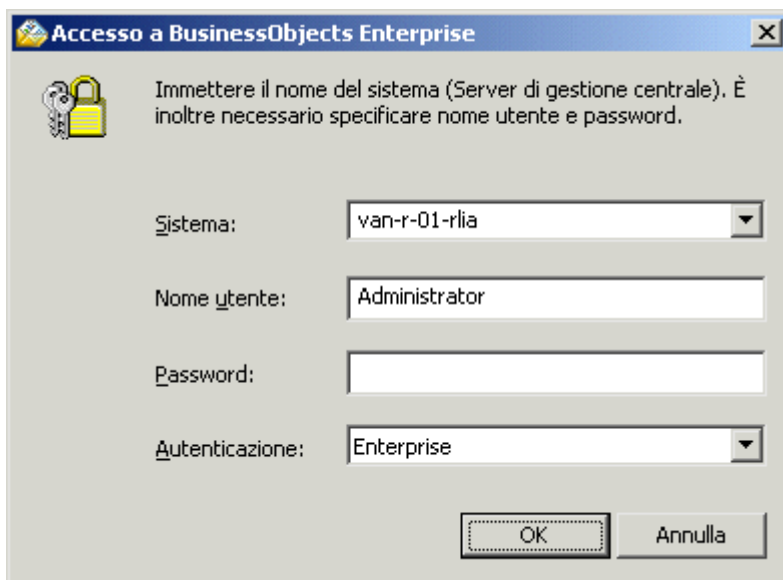 Accesso a BusinessObjects Enterprise
Immettere il nome del sistema (Server di gestione centrale). È
inoltre necessario specificare nome utente e password.
Sistema: van-r-01-rlia
Nome utente: Administrator
Password:
Autenticazione: Enterprise
OK Annulla